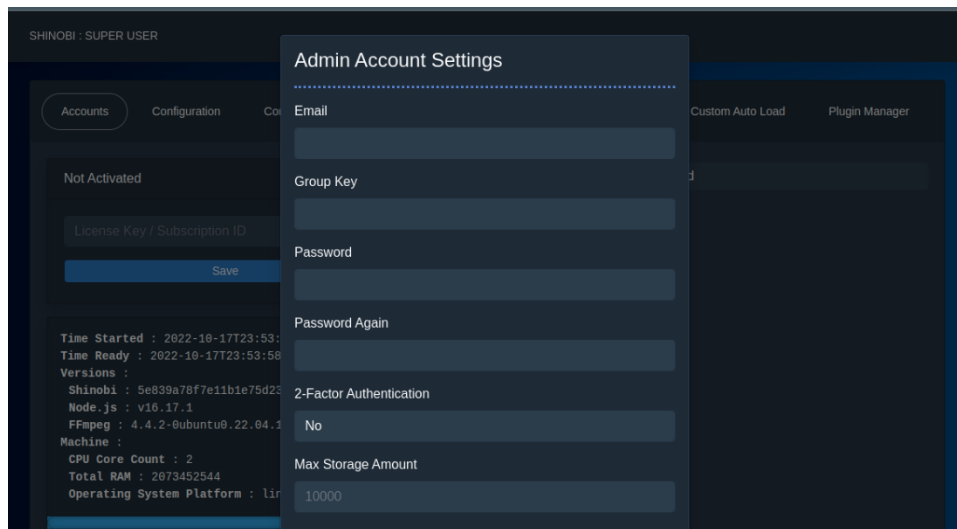 SHINOBI : SUPER USER
Accounts
Configuration
Custom Auto Load
Plugin Manager
Not Activated
License Key / Subscription ID
Save
Time Started : 2022-10-17T23:53:
Time Ready : 2022-10-17T23:53:58
Versions :
Shinobi : 5e839a78f7e11b1e75d23
Node.js : v16.17.1
FFmpeg : 4.4.2-0ubuntu0.22.04.1
Machine :
CPU Core Count : 2
Total RAM : 2073452544
Operating System Platform : lin
Admin Account Settings
Email
Group Key
Password
Password Again
2-Factor Authentication
No
Max Storage Amount
10000